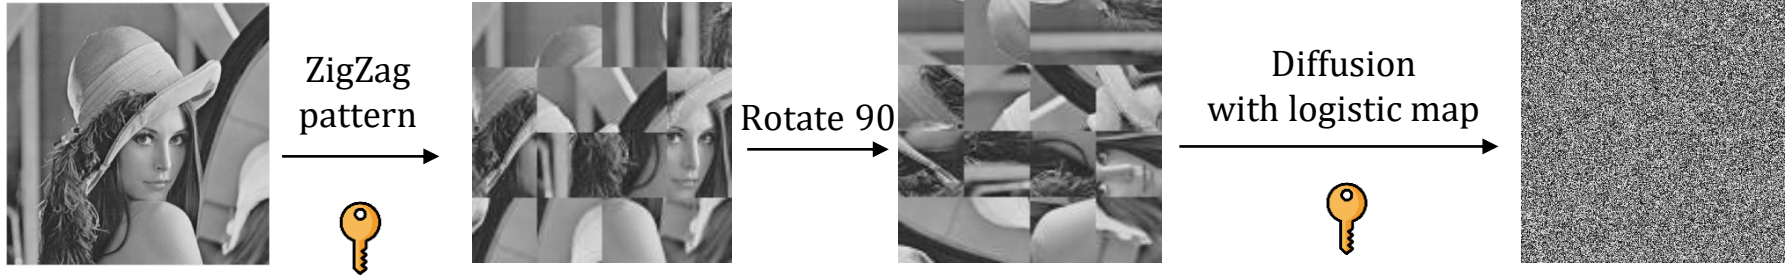 ZigZag
pattern
Rotate 90
Diffusion
with logistic map